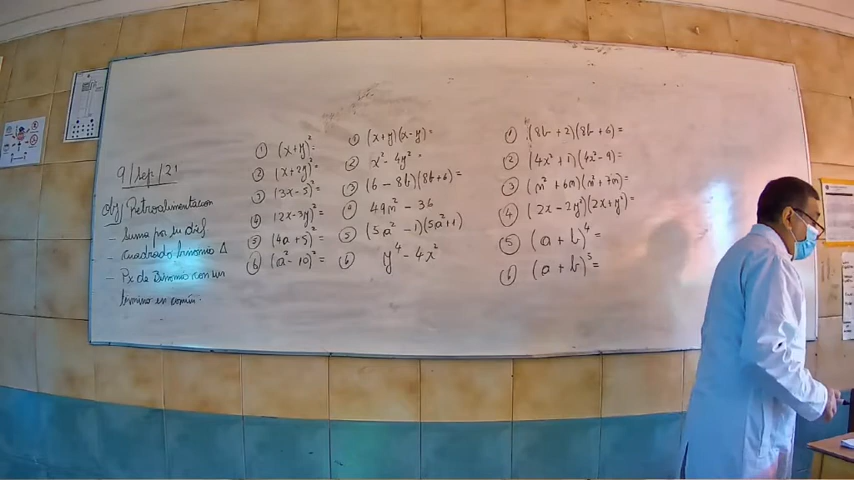 9/Sep/21
Obj Retroalimentacion
- Suma por su dif
- cuadrado binomio Δ
- Px de Binomio con un
termino en común.
① (x+y)²=
② (x+2y)²=
③ (3x-5)²=
④ (2x-3y)²=
⑤ (4a+5)²=
⑥ (a²-10)²=
① (x+y)(x-y)=
② x²-4y²=
③ (6-8b)(8b+6)=
④ 49m²-36
⑤ (5a²-1)(5a²+1)
⑥ y⁴-4x²
① (8b+2)(8b+6)=
② (4x²+1)(4x²-9)=
③ (m²+6m)(m²+7m)=
④ (2x-2y²)(2x+y²)=
⑤ (a+b)⁴=
⑥ (a+b)⁵=